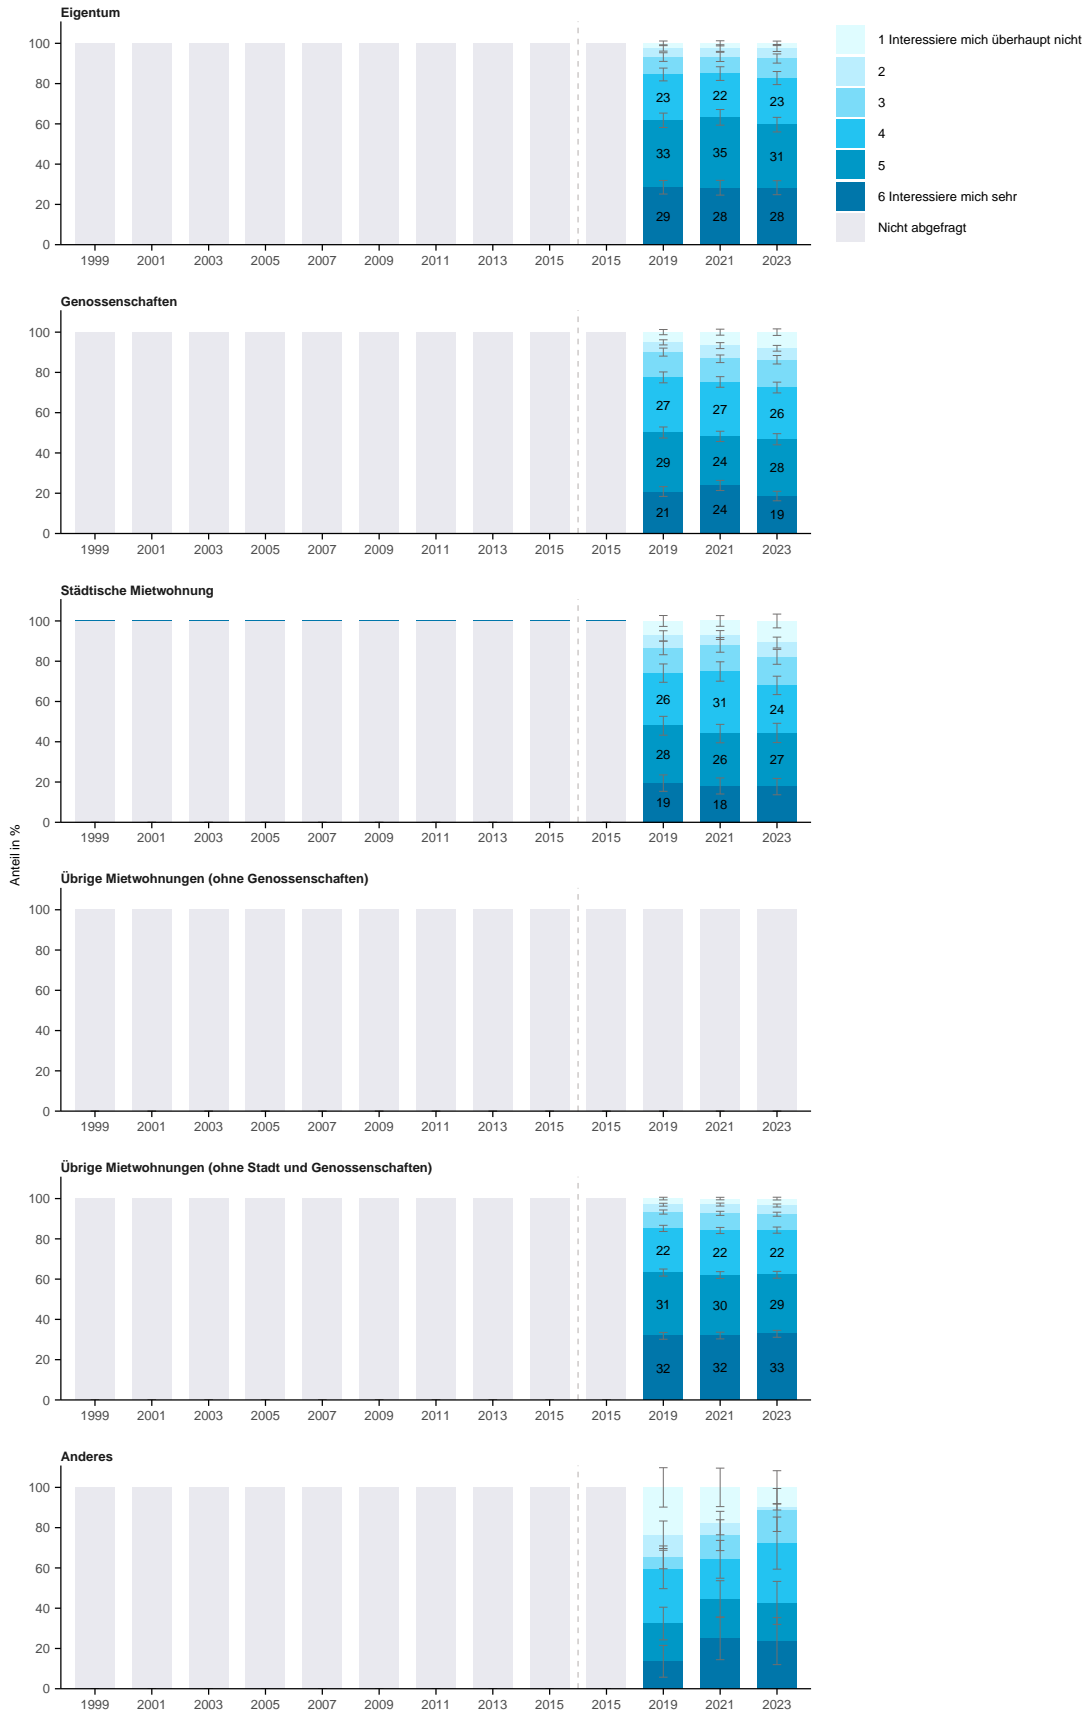 Eigentum
100
80
60
40
20
0
23 22 23
33 35 31
29 28 28
1999 2001 2003 2005 2007 2009 2011 2013 2015 2015 2019 2021 2023
1 Interessiere mich überhaupt nicht
2
3
4
5
6 Interessiere mich sehr
Nicht abgefragt
Genossenschaften
100
80
60
40
20
0
27 27 26
29 24 28
21 24 19
1999 2001 2003 2005 2007 2009 2011 2013 2015 2015 2019 2021 2023
Städtische Mietwohnung
100
80
60
40
20
0
26 31 24
28 26 27
19 18
1999 2001 2003 2005 2007 2009 2011 2013 2015 2015 2019 2021 2023
Anteil in %
Übrige Mietwohnungen (ohne Genossenschaften)
100
80
60
40
20
0
1999 2001 2003 2005 2007 2009 2011 2013 2015 2015 2019 2021 2023
Übrige Mietwohnungen (ohne Stadt und Genossenschaften)
100
80
60
40
20
0
22 22 22
31 30 29
32 32 33
1999 2001 2003 2005 2007 2009 2011 2013 2015 2015 2019 2021 2023
Anderes
100
80
60
40
20
0
1999 2001 2003 2005 2007 2009 2011 2013 2015 2015 2019 2021 2023